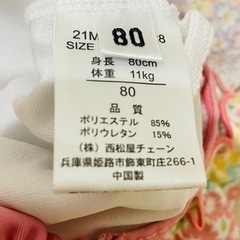 21M
SIZE 80
身長 80cm
体重 11kg
80
品質
ポリエステル 85%
ポリウレタン 15%
(株) 西松屋チェーン
兵庫県姫路市飾東町庄266-1
中国製